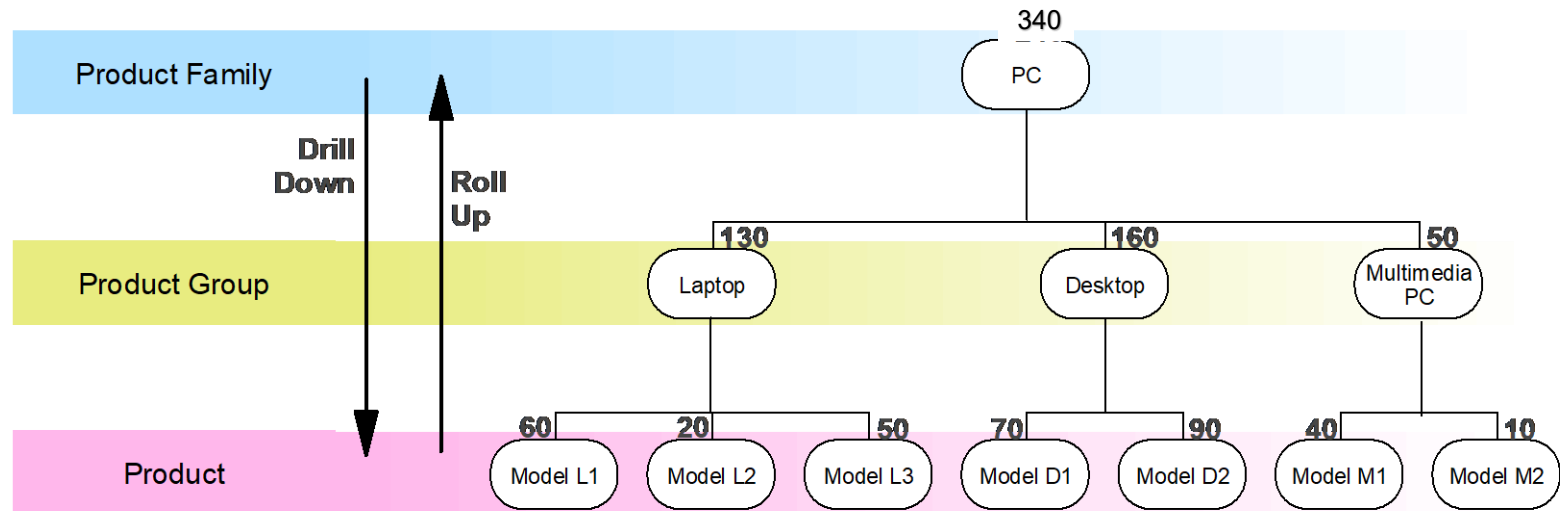 340
Product Family
PC
Drill
Down
Roll
Up
130
160
50
Product Group
Laptop
Desktop
Multimedia
PC
60
20
50
70
90
40
10
Product
Model L1
Model L2
Model L3
Model D1
Model D2
Model M1
Model M2